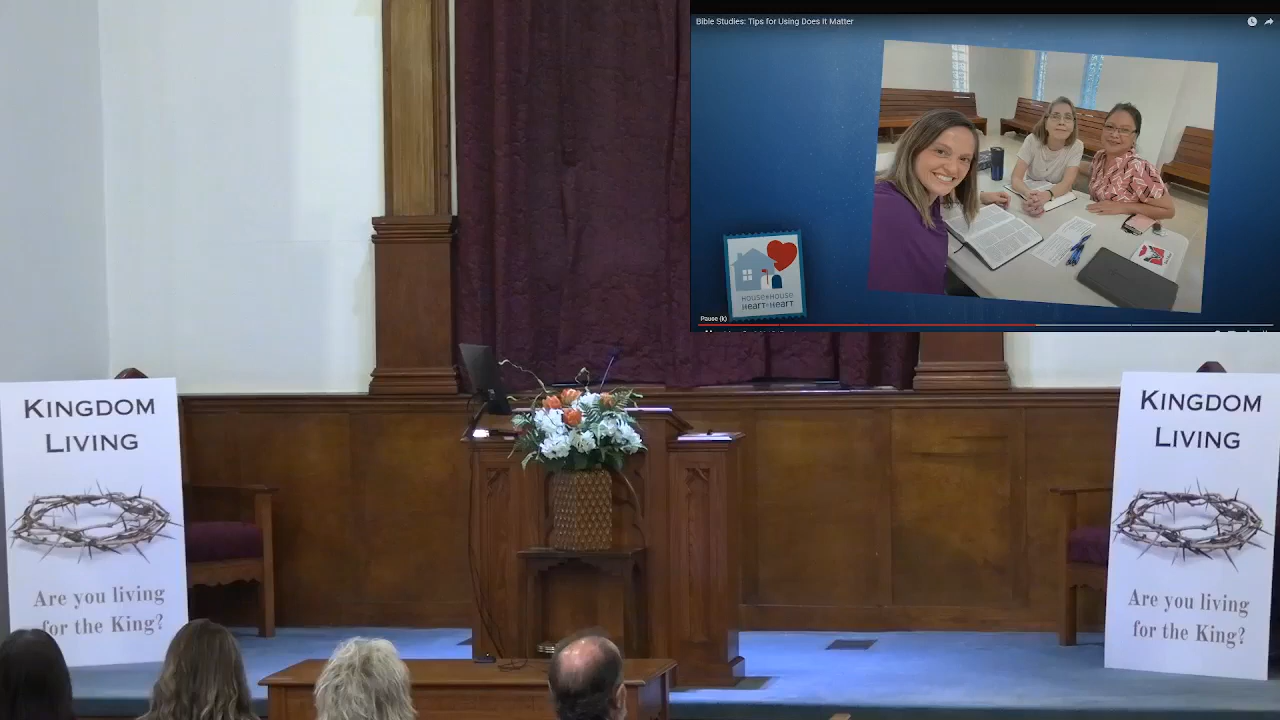 Bible Studies: Tips for Using Does It Matter
HOUSE TO HOUSE
HEART TO HEART
Pause (k)
KINGDOM
LIVING
Are you living
for the King?
KINGDOM
LIVING
Are you living
for the King?